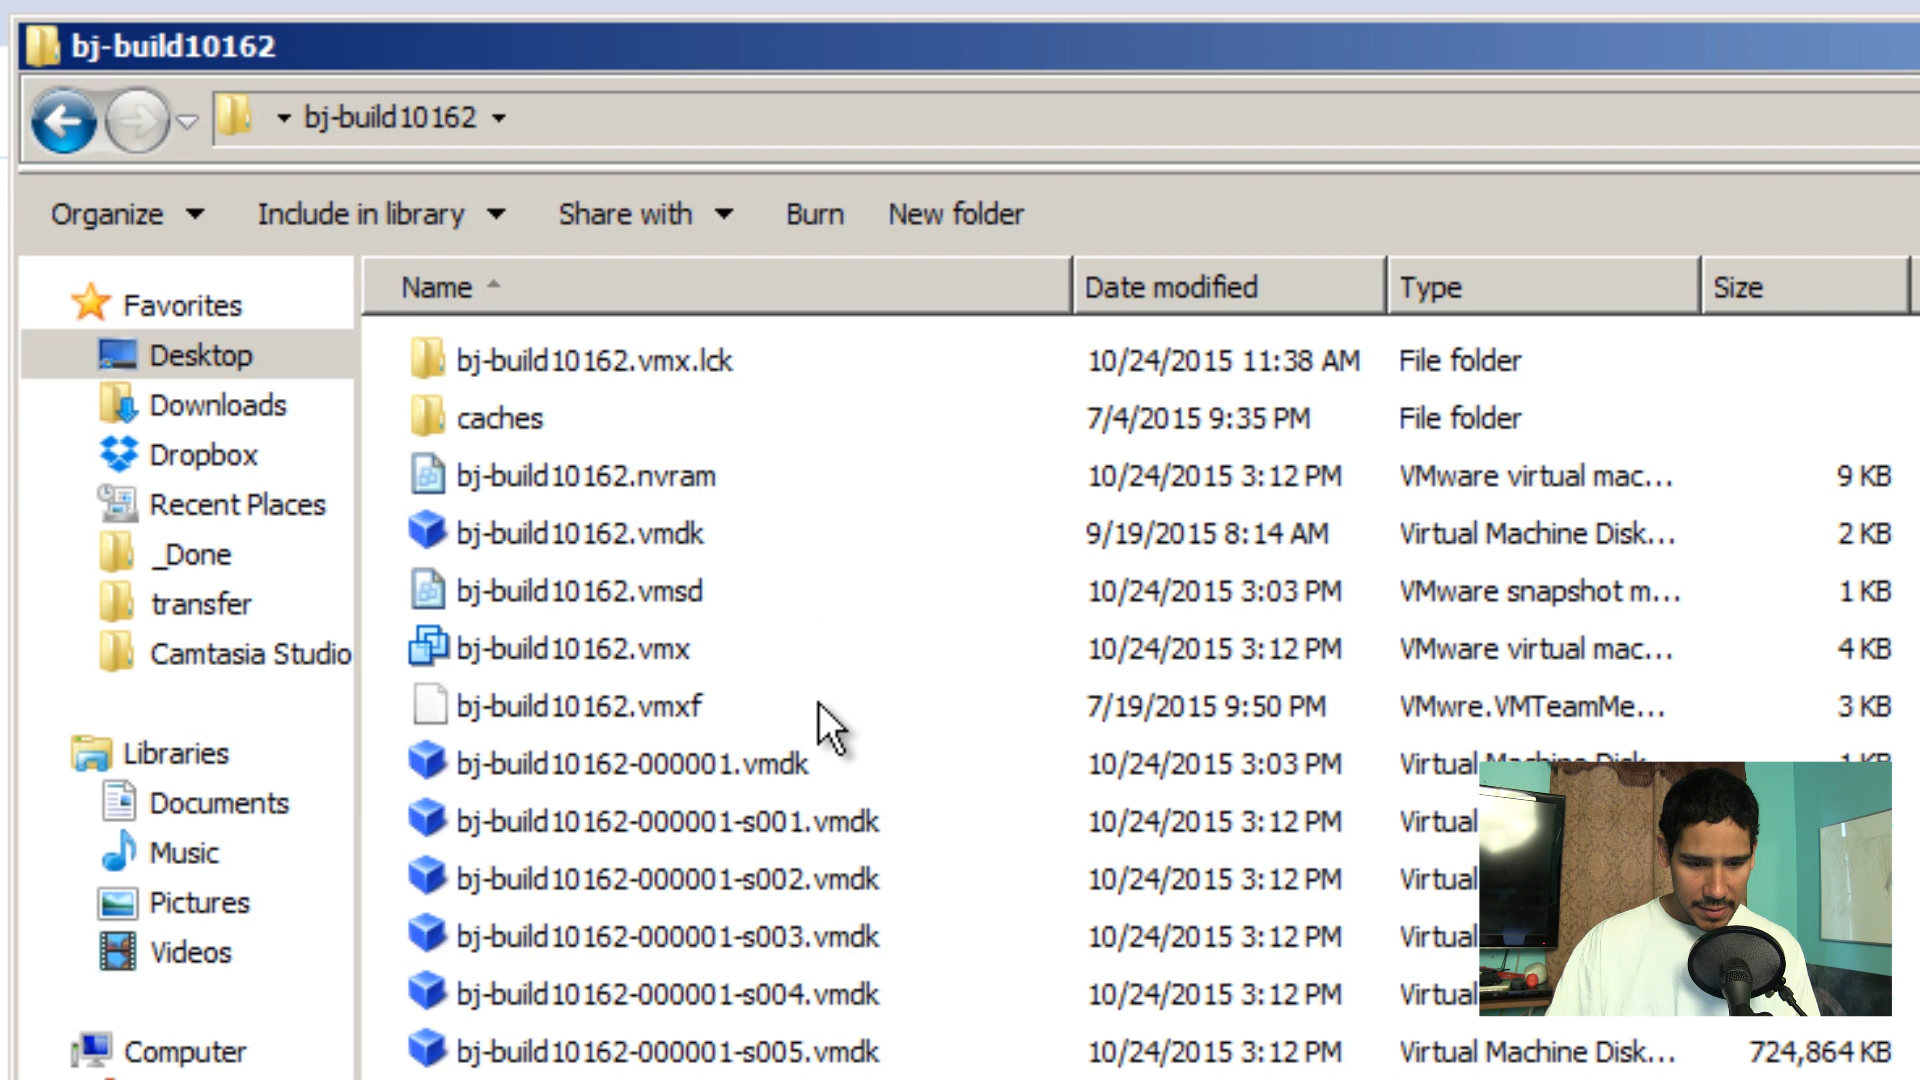 bj-build10162
bj-build10162
Organize Include in library Share with Burn New folder
Name Date modified Type Size
Favorites
Desktop
Downloads
Dropbox
Recent Places
_Done
transfer
Camtasia Studio
Libraries
Documents
Music
Pictures
Videos
Computer
bj-build10162.vmx.lck 10/24/2015 11:38 AM File folder
caches 7/4/2015 9:35 PM File folder
bj-build10162.nvram 10/24/2015 3:12 PM VMware virtual mac... 9 KB
bj-build10162.vmdk 9/19/2015 8:14 AM Virtual Machine Disk... 2 KB
bj-build10162.vmsd 10/24/2015 3:03 PM VMware snapshot m... 1 KB
bj-build10162.vmx 10/24/2015 3:12 PM VMware virtual mac... 4 KB
bj-build10162.vmxf 7/19/2015 9:50 PM VMwre.VMTeamMe... 3 KB
bj-build10162-000001.vmdk 10/24/2015 3:03 PM Virtual
bj-build10162-000001-s001.vmdk 10/24/2015 3:12 PM Virtual
bj-build10162-000001-s002.vmdk 10/24/2015 3:12 PM Virtual
bj-build10162-000001-s003.vmdk 10/24/2015 3:12 PM Virtual
bj-build10162-000001-s004.vmdk 10/24/2015 3:12 PM Virtual
bj-build10162-000001-s005.vmdk 10/24/2015 3:12 PM Virtual Machine Disk... 724,864 KB